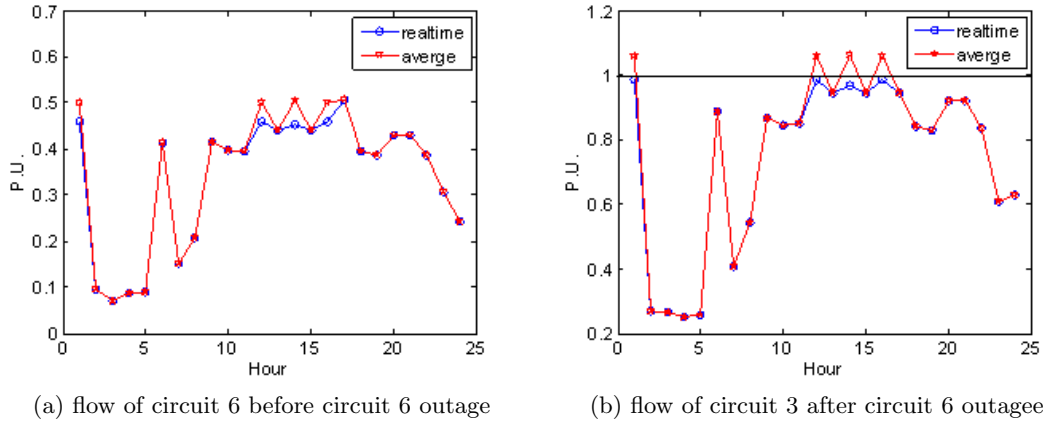 0.7
0.6
0.5
0.4
0.3
0.2
0.1
0
P.U.
0
5
10
15
20
25
Hour
realtime
averge
(a) flow of circuit 6 before circuit 6 outage
1.2
1
0.8
0.6
0.4
0.2
P.U.
0
5
10
15
20
25
Hour
realtime
averge
(b) flow of circuit 3 after circuit 6 outagee